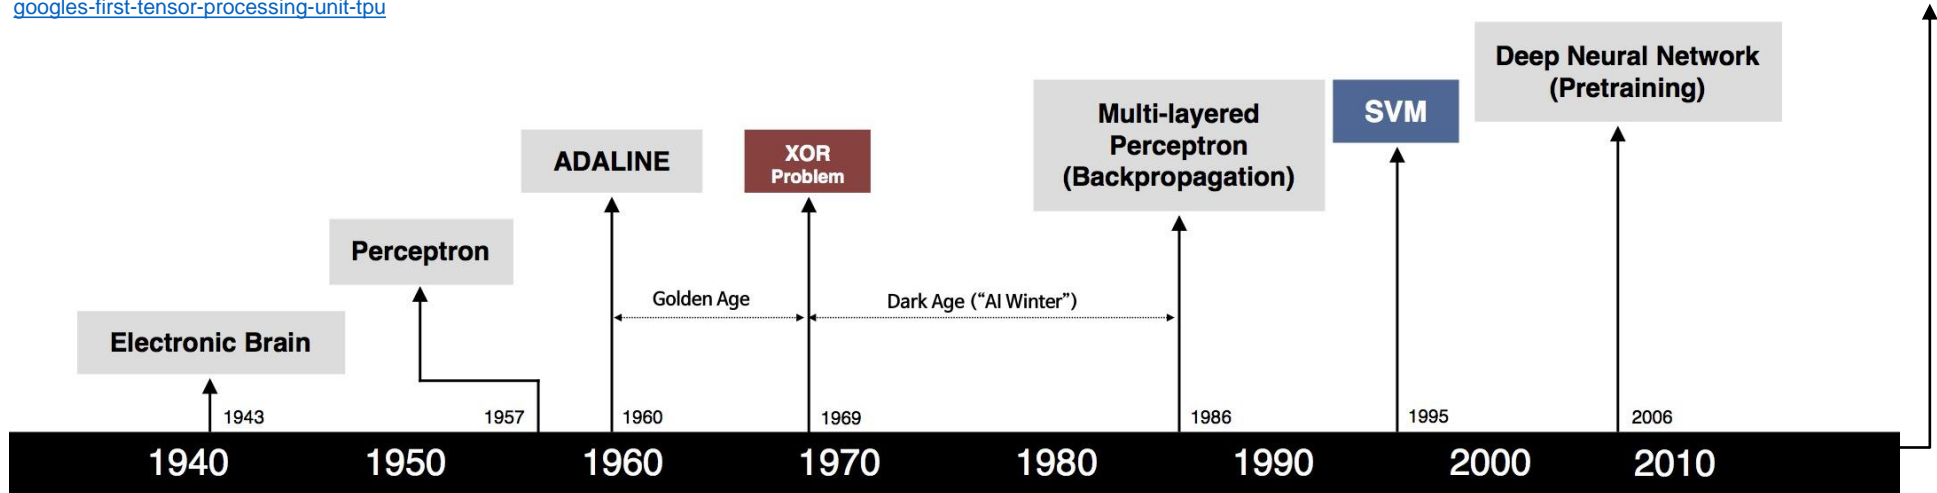 googles-first-tensor-processing-unit-tpu
Deep Neural Network
(Pretraining)
Multi-layered
Perceptron
(Backpropagation)
SVM
ADALINE
XOR
Problem
Perceptron
Golden Age
Dark Age ("AI Winter")
Electronic Brain
1943
1957
1960
1969
1986
1995
2006
1940
1950
1960
1970
1980
1990
2000
2010